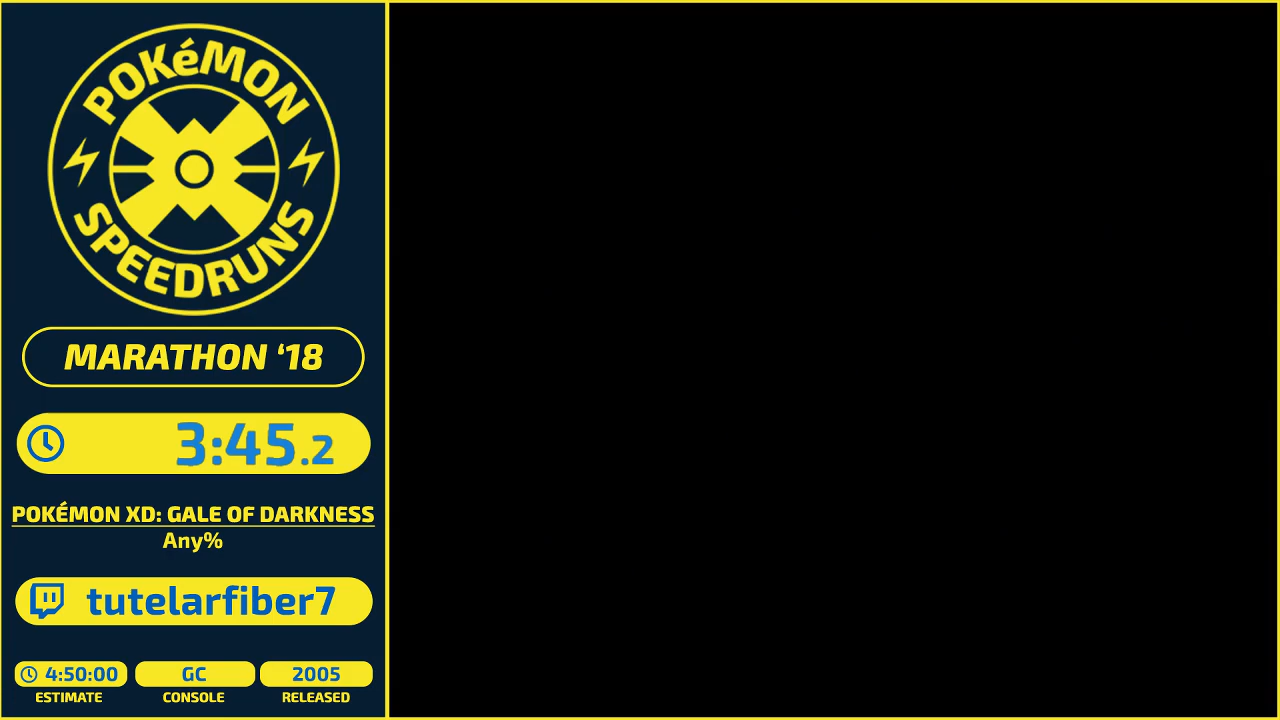 POKéMON
SPEEDRUNS
MARATHON ‘18
3:45.2
POKÉMON XD: GALE OF DARKNESS
Any%
tutelarfiber7
4:50:00 GC 2005
ESTIMATE CONSOLE RELEASED